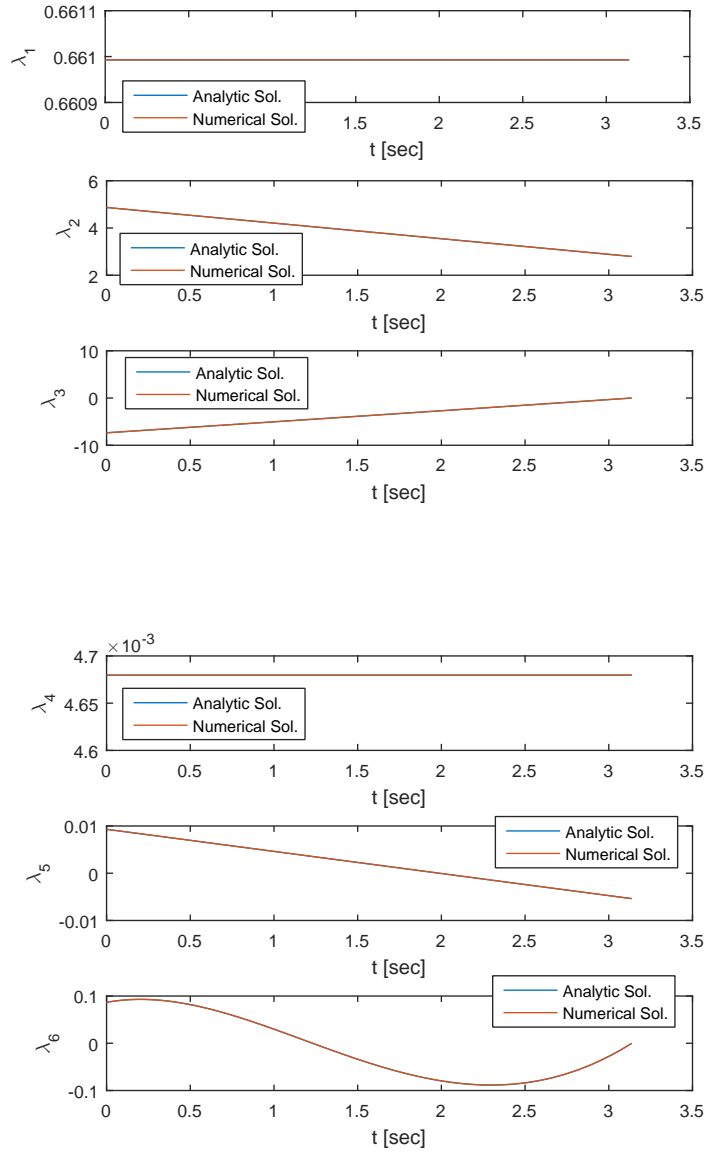 0.6611
0.661
0.6609
λ1
Analytic Sol.
Numerical Sol.
0 1.5 2 2.5 3 3.5
t [sec]
6
4
2
λ2
Analytic Sol.
Numerical Sol.
0 0.5 1 1.5 2 2.5 3 3.5
t [sec]
10
0
-10
λ3
Analytic Sol.
Numerical Sol.
0 0.5 1 1.5 2 2.5 3 3.5
t [sec]
×10-3
4.7
4.65
4.6
λ4
Analytic Sol.
Numerical Sol.
0 0.5 1 1.5 2 2.5 3 3.5
t [sec]
0.01
0
-0.01
λ5
Analytic Sol.
Numerical Sol.
0 0.5 1 1.5 2 2.5 3 3.5
t [sec]
0.1
0
-0.1
λ6
Analytic Sol.
Numerical Sol.
0 0.5 1 1.5 2 2.5 3 3.5
t [sec]